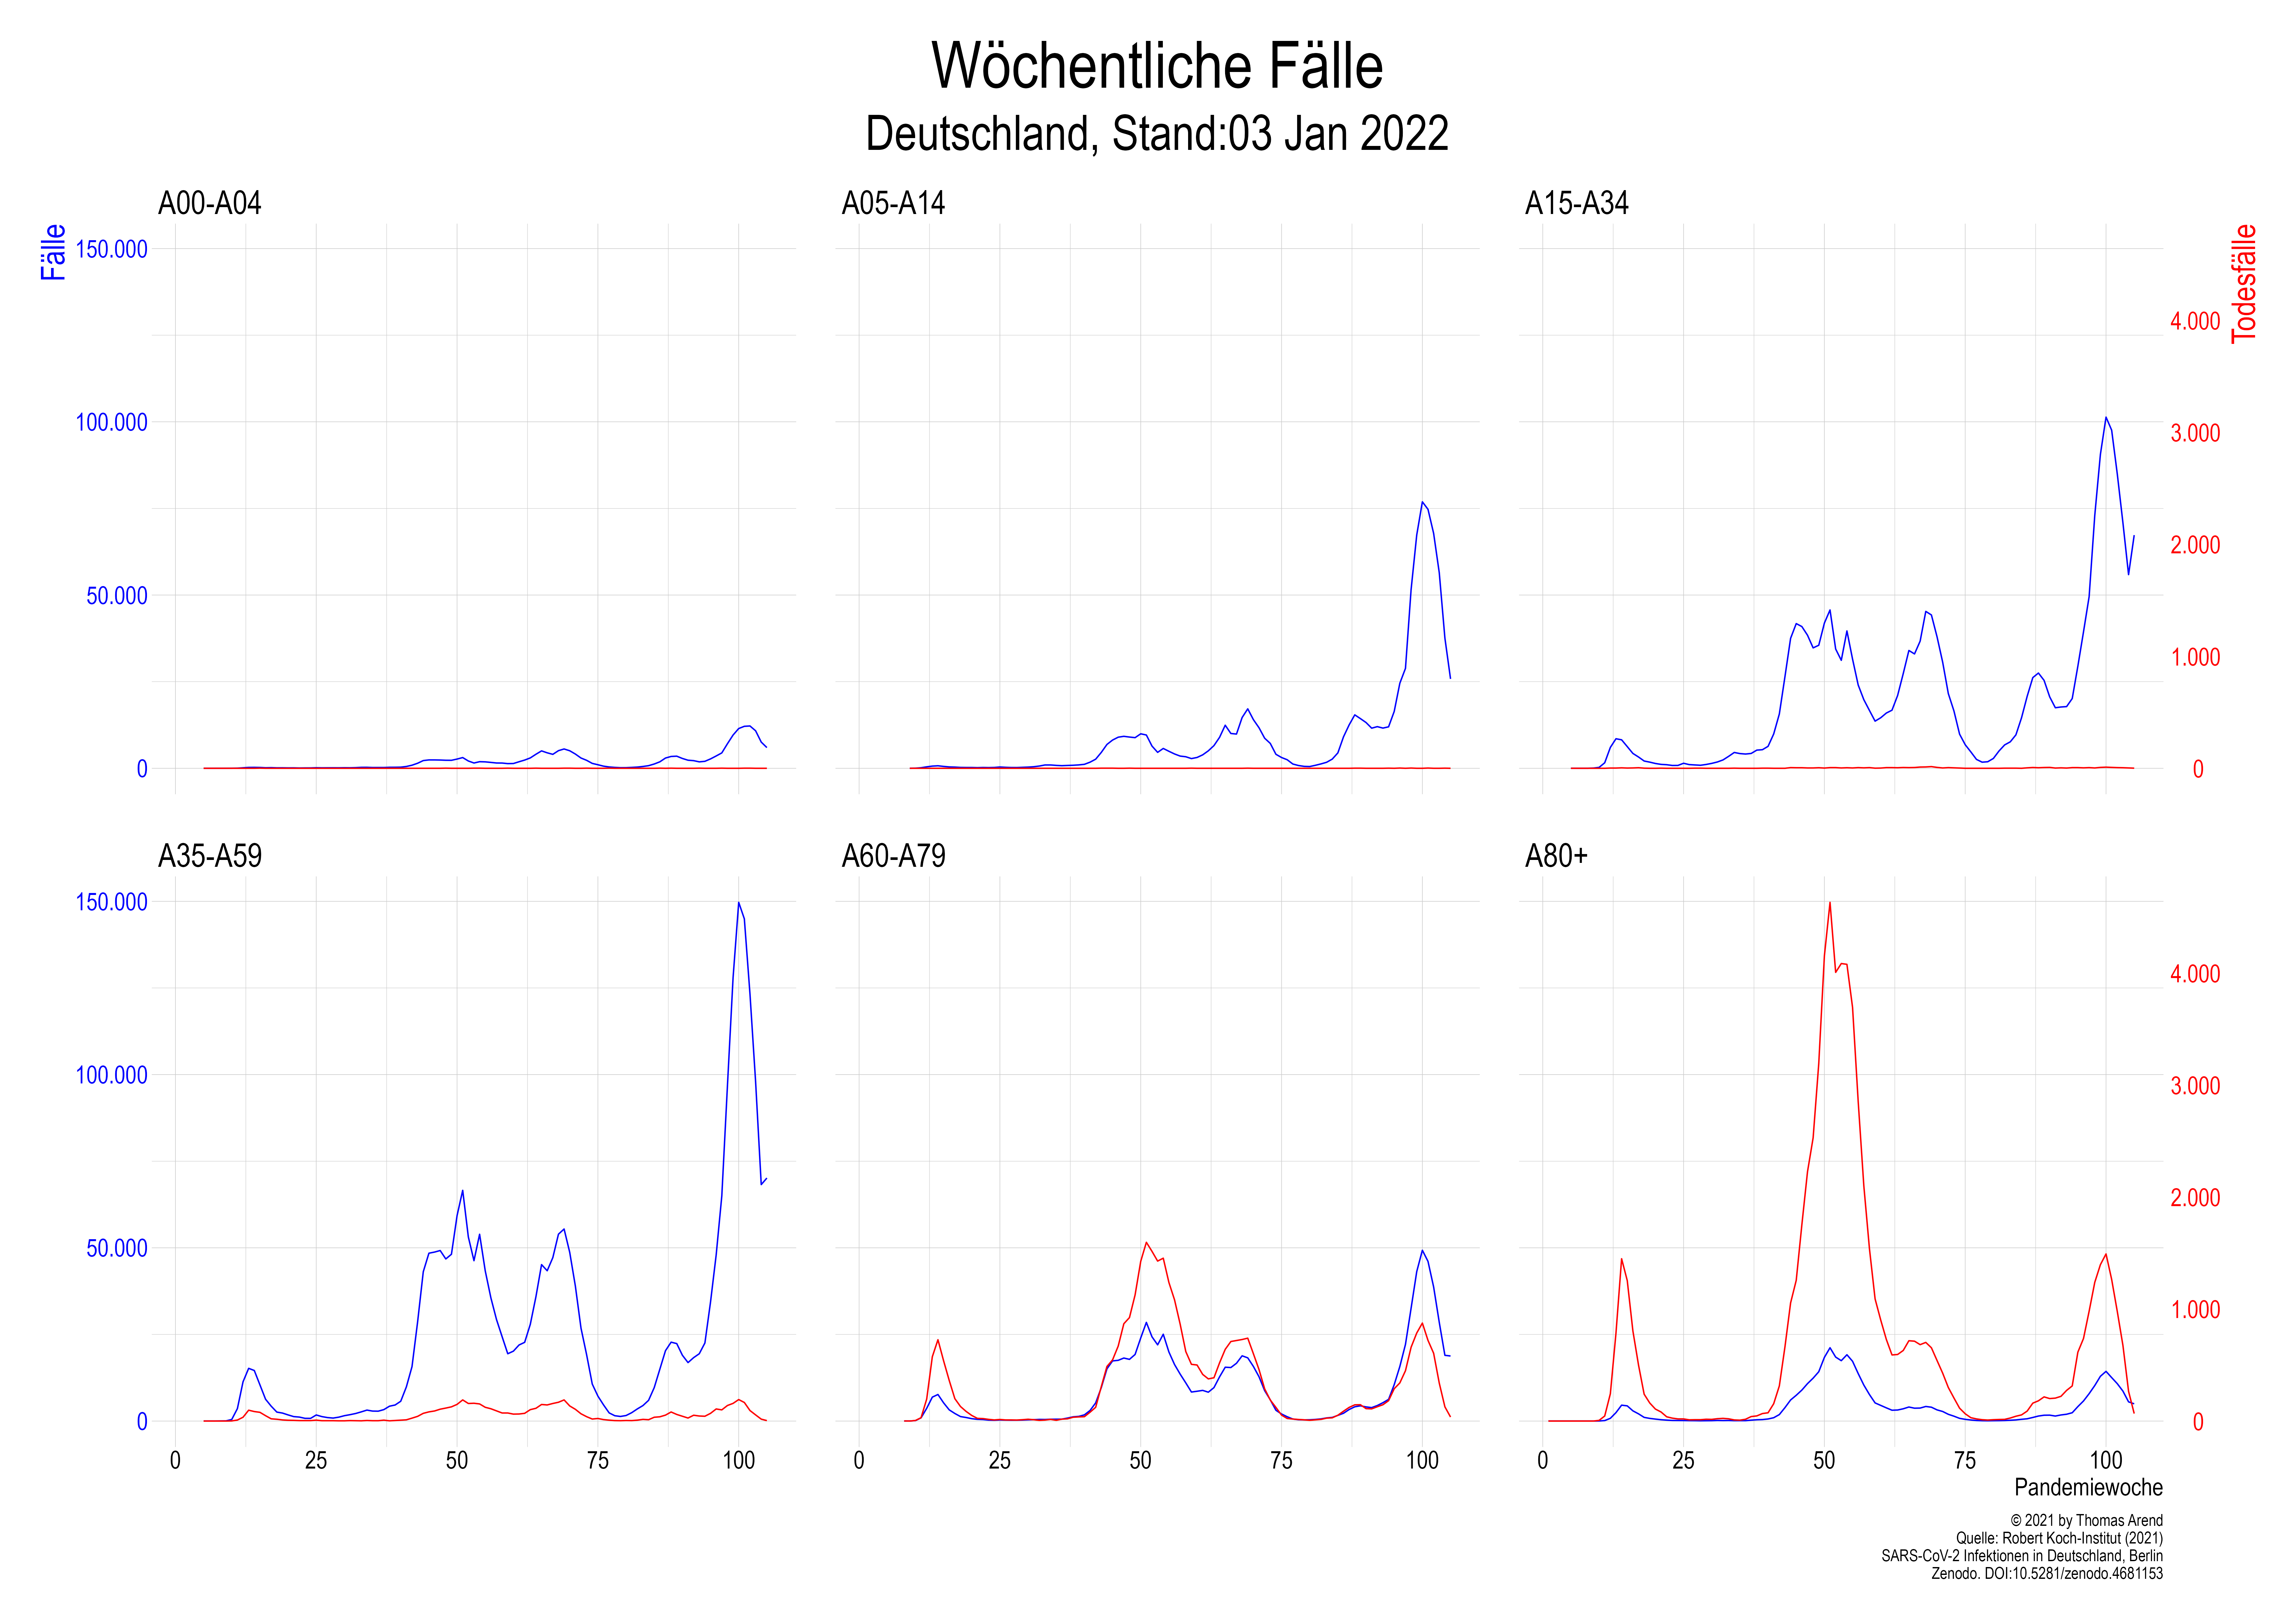 Wöchentliche Fälle
Deutschland, Stand:03 Jan 2022
A00-A04
A05-A14
A15-A34
Fälle
150.000
100.000
50.000
0
Todesfälle
4.000
3.000
2.000
1.000
0
A35-A59
A60-A79
A80+
150.000
100.000
50.000
0
4.000
3.000
2.000
1.000
0
0 25 50 75 100
0 25 50 75 100
0 25 50 75 100
Pandemiewoche
© 2021 by Thomas Arend
Quelle: Robert Koch-Institut (2021)
SARS-CoV-2 Infektionen in Deutschland, Berlin
Zenodo. DOI:10.5281/zenodo.4681153